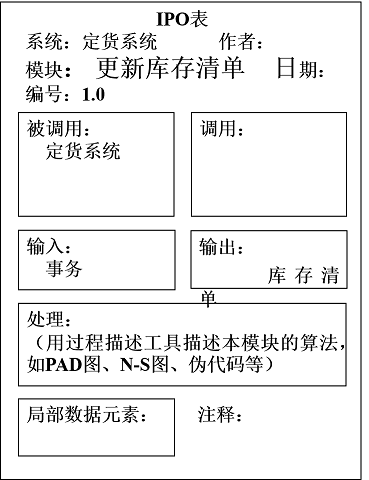 IPO表
系统：定货系统 作者：
模块： 更新库存清单 日期：
编号：1.0
被调用：
定货系统
调用：
输入：
事务
输出：
库 存 清
单
处理：
（用过程描述工具描述本模块的算法，
如PAD图、N-S图、伪代码等）
局部数据元素：
注释：